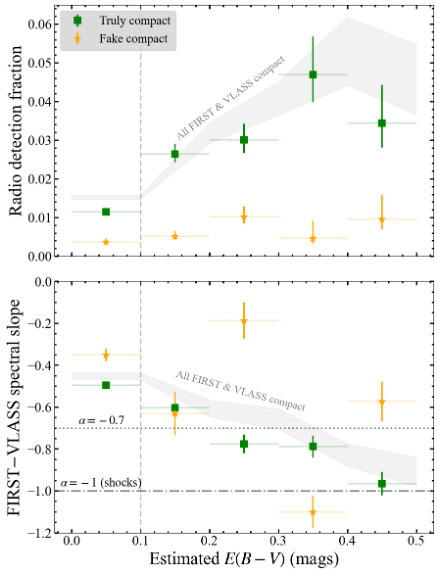 0.06
0.05
0.04
0.03
0.02
0.01
0.00
Radio detection fraction
Truly compact
Fake compact
All FIRST & VLASS compact
−0.2
−0.4
−0.6
−0.8
−1.0
−1.2
FIRST−VLASS spectral slope
All FIRST & VLASS compact
α = −0.7
α = −1 (shocks)
0.0 0.1 0.2 0.3 0.4 0.5
Estimated E(B − V) (mags)